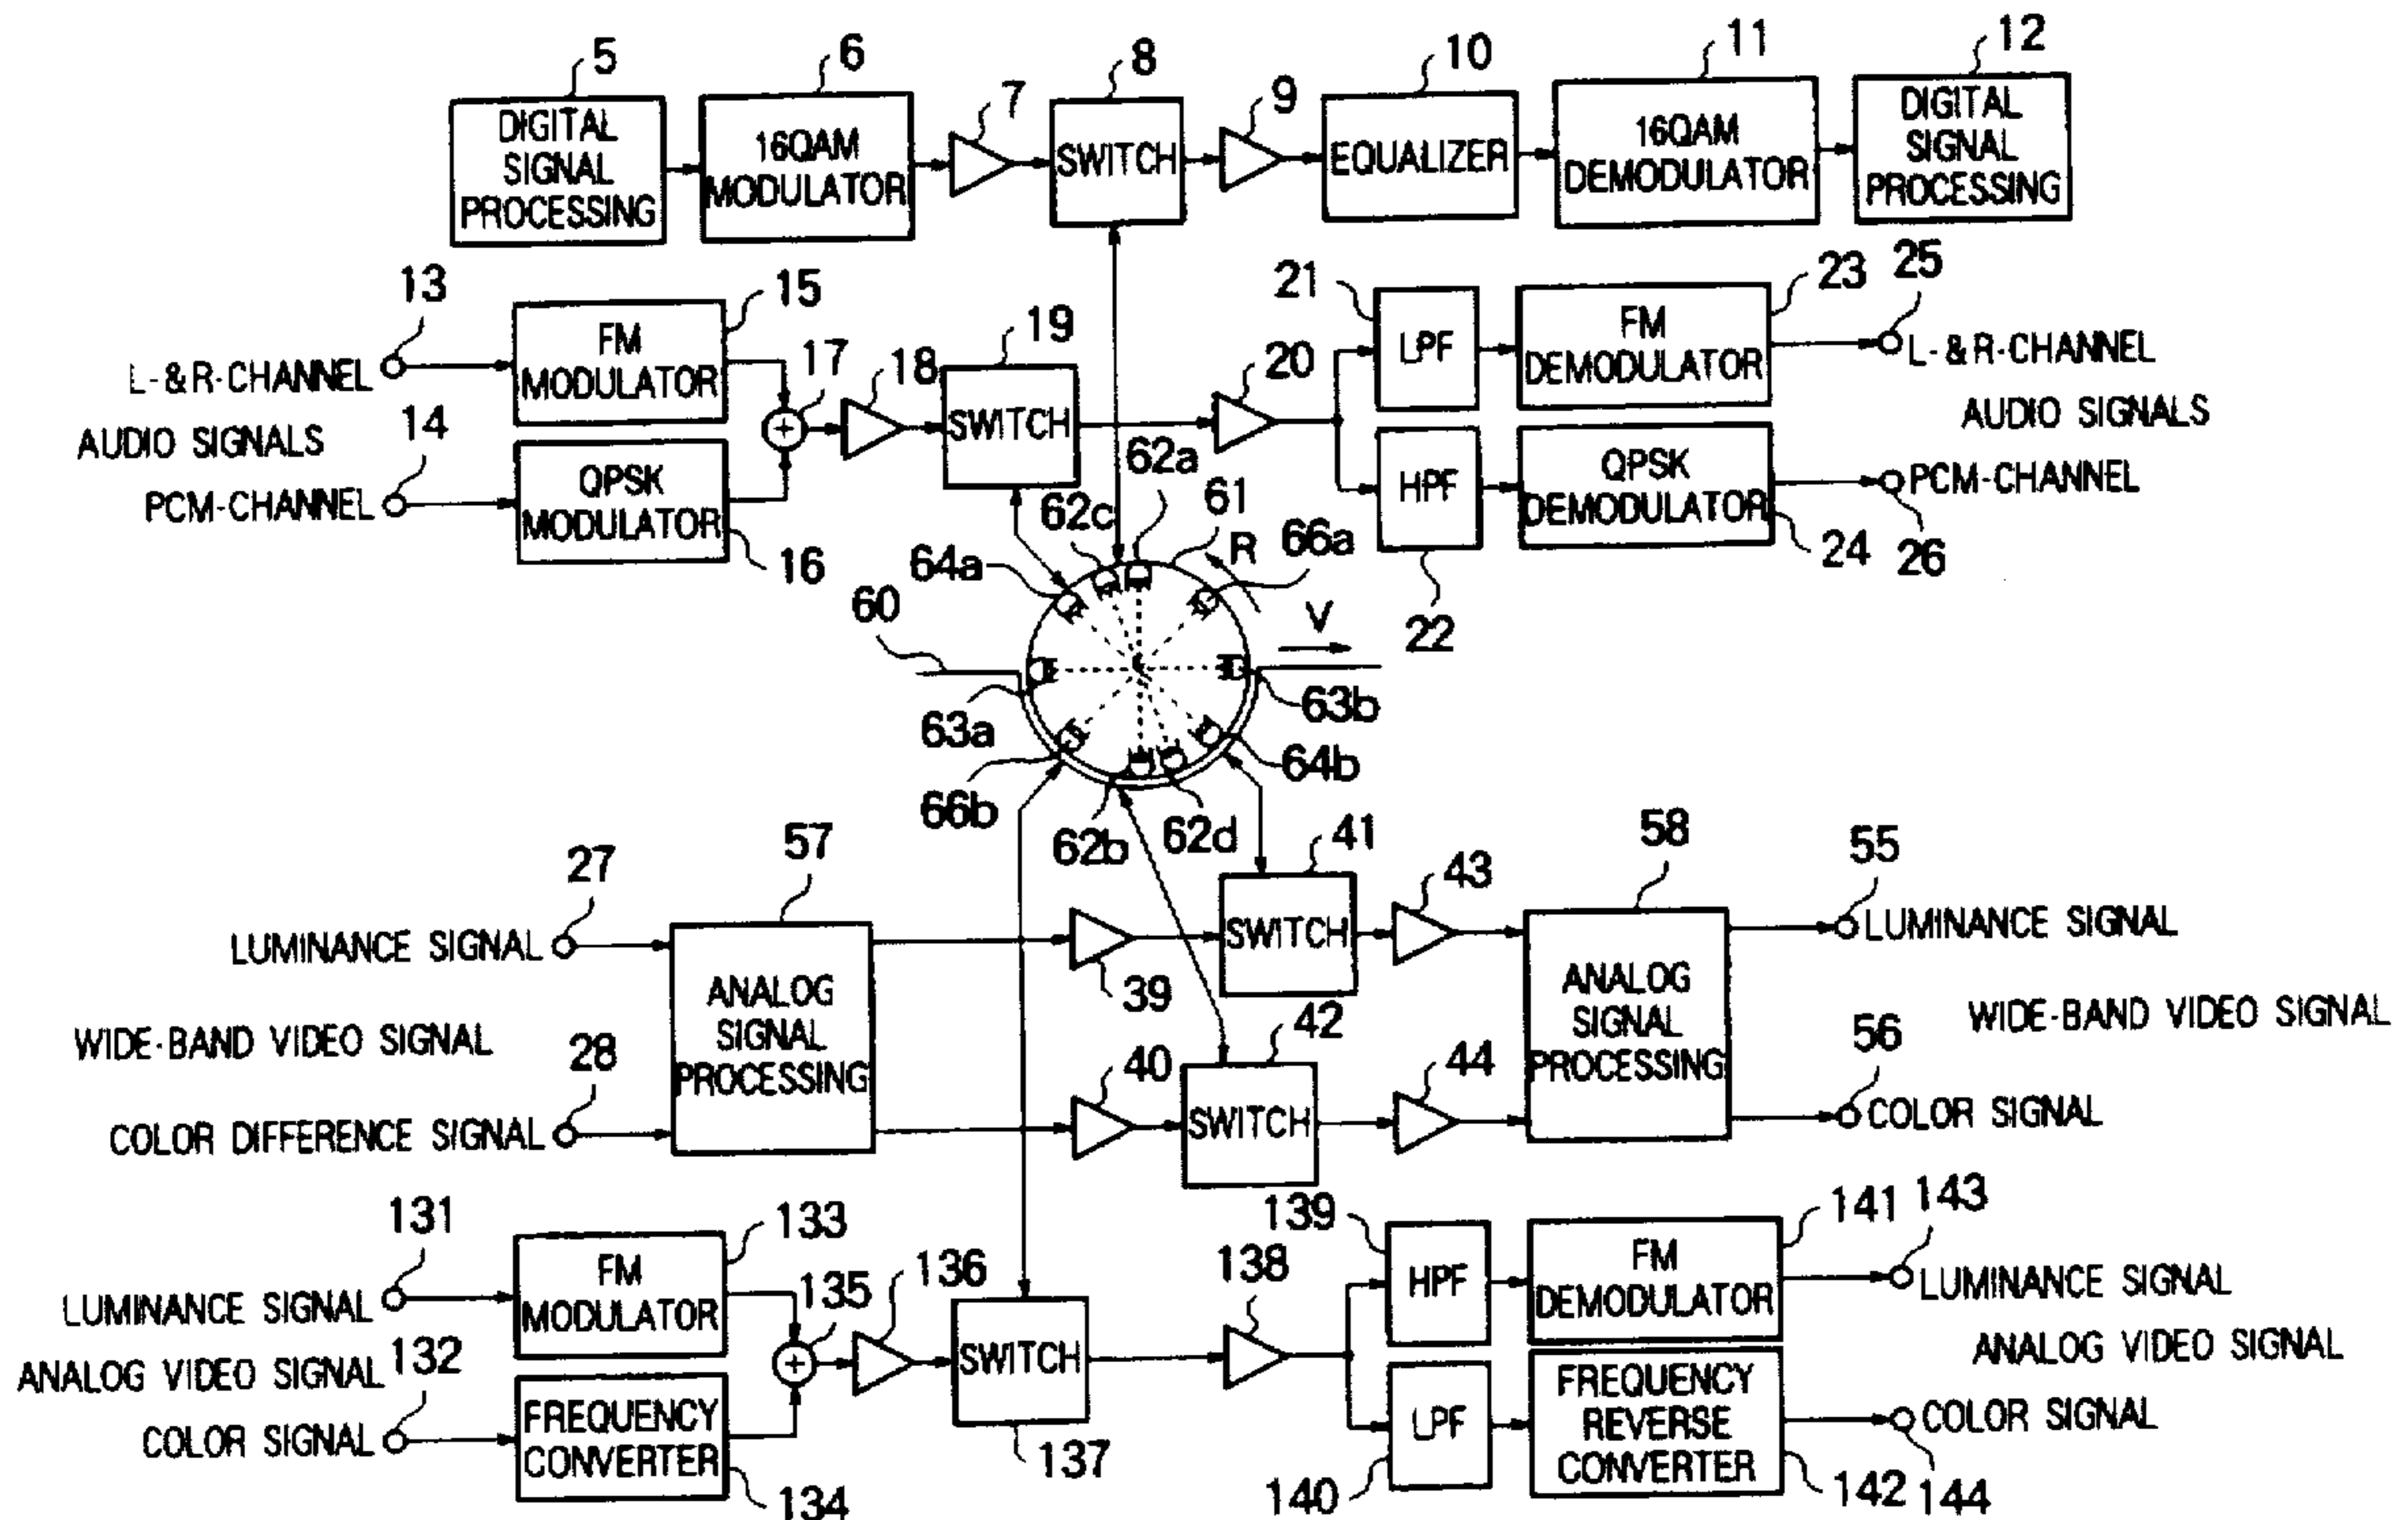 5
6
7
8
9
10
11
12
DIGITAL
SIGNAL
PROCESSING
16QAM
MODULATOR
SWITCH
EQUALIZER
16QAM
DEMODULATOR
DIGITAL
SIGNAL
PROCESSING
13
15
17
18
19
20
21
23
25
L-&R-CHANNEL
AUDIO SIGNALS
14
PCM-CHANNEL
FM
MODULATOR
QPSK
MODULATOR
16
+
SWITCH
LPF
HPF
22
FM
DEMODULATOR
QPSK
DEMODULATOR
24
L-&R-CHANNEL
AUDIO SIGNALS
PCM-CHANNEL
26
62a
62c
61
64a
R
66a
60
V
63a
63b
66b
64b
62b
62d
27
57
41
43
58
55
LUMINANCE SIGNAL
WIDE-BAND VIDEO SIGNAL
28
COLOR DIFFERENCE SIGNAL
ANALOG
SIGNAL
PROCESSING
39
SWITCH
40
42
SWITCH
44
ANALOG
SIGNAL
PROCESSING
LUMINANCE SIGNAL
WIDE-BAND VIDEO SIGNAL
56
COLOR SIGNAL
131
133
135
136
138
139
141
143
LUMINANCE SIGNAL
ANALOG VIDEO SIGNAL
132
COLOR SIGNAL
FM
MODULATOR
FREQUENCY
CONVERTER
134
+
SWITCH
137
HPF
LPF
140
FM
DEMODULATOR
FREQUENCY
REVERSE
CONVERTER
142
LUMINANCE SIGNAL
ANALOG VIDEO SIGNAL
COLOR SIGNAL
144